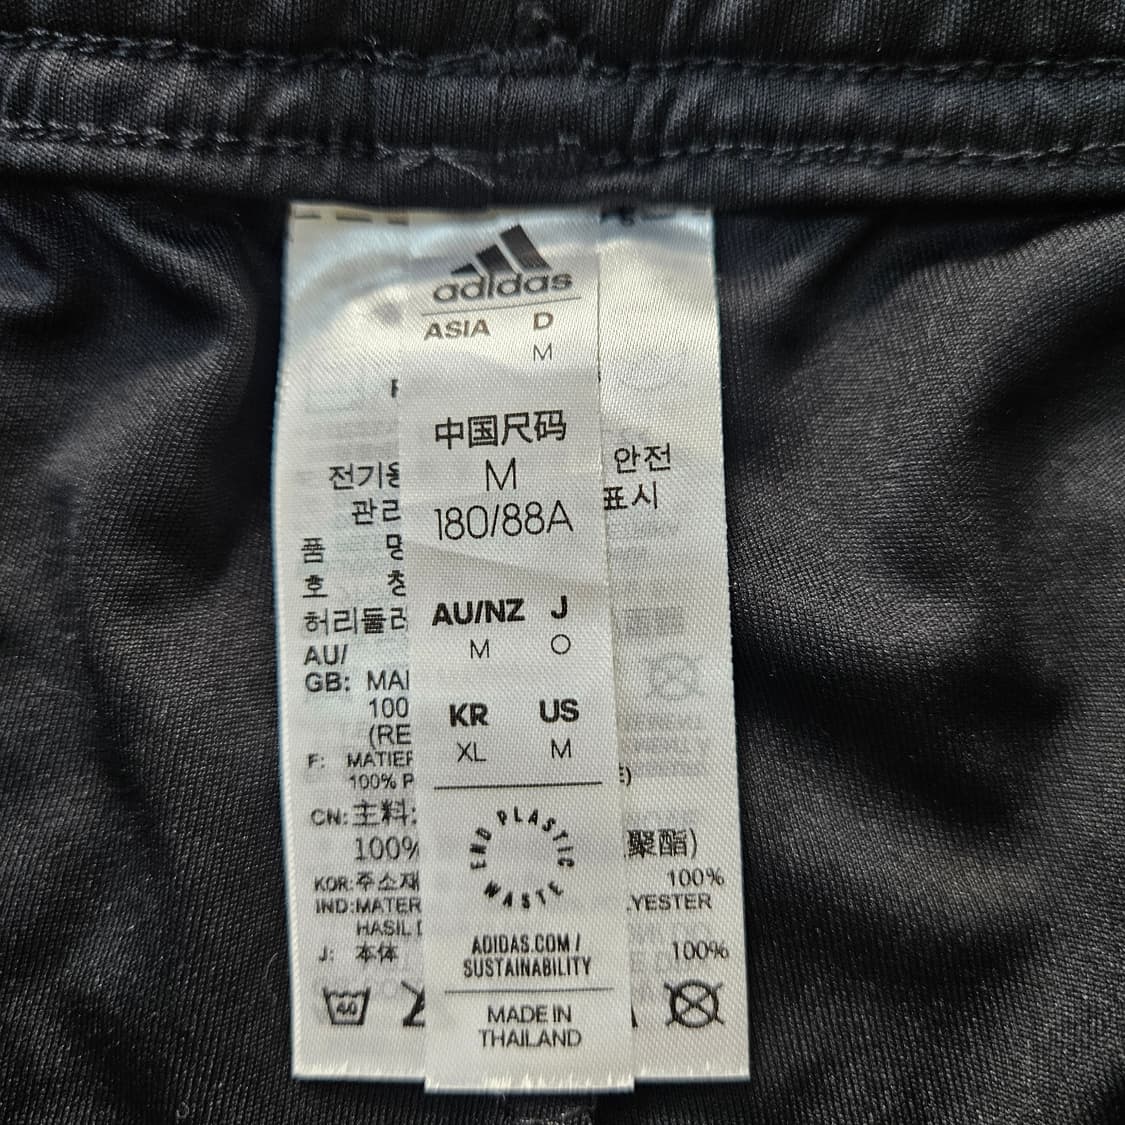 adidas
ASIA D
M
中国尺码
M
180/88A
AU/NZ J
M O
KR US
XL M
END PLASTIC WASTE
ADIDAS.COM /
SUSTAINABILITY
MADE IN
THAILAND
전기용 안전
관리 표시
품
호
허리둘레
AU/
GB: MAI
100
(RE
F: MATIER
100% P
CN: 主料:
100% 聚酯)
KOR: 주소재 100%
IND: MATER YESTER
HASIL
J: 本体 100%
40